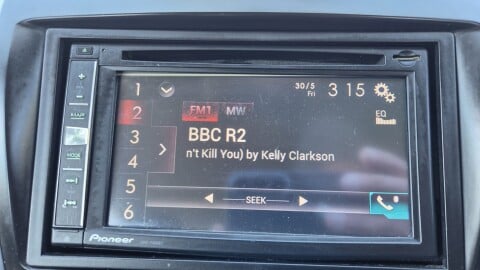 1
30/5
Fri
3 15
2
FM1
MW
EQ
BBC R2
3
n't Kill You) by Kelly Clarkson
4
MODE
5
SEEK
6
Pioneer